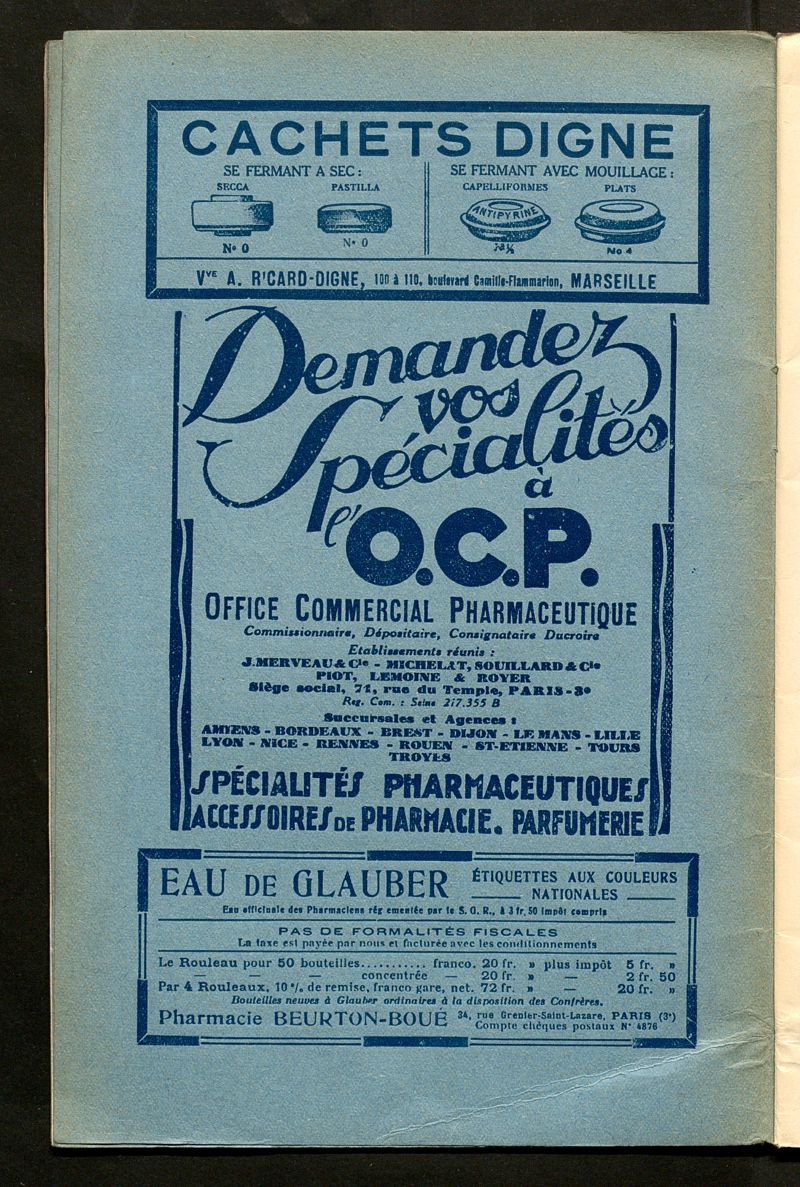 CACHETS DIGNE
SE FERMANT A SEC :
SECCA PASTILLA
N° 0 N° 0
SE FERMANT AVEC MOUILLAGE :
CAPELLIFORMES PLATS
ANTIPYRINE
No 4
Vve A. RICARD-DIGNE, 100 à 110, boulevard Camille-Flammarion, MARSEILLE
Demandez
vos
Spécialités
à
l'O.C.P.
OFFICE COMMERCIAL PHARMACEUTIQUE
Commissionnaire, Dépositaire, Consignataire Ducroire
Etablissements réunis :
J. MERVEAU & Cie - MICHELAT, SOUILLARD & Cie
PIOT, LEMOINE & ROYER
Siège social, 71, rue du Temple, PARIS-3e
Reg. Com. : Seine 217.355 B
Succursales et Agences :
AMIENS - BORDEAUX - BREST - DIJON - LE MANS - LILLE
LYON - NICE - RENNES - ROUEN - ST-ETIENNE - TOURS
TROYES
SPÉCIALITÉS PHARMACEUTIQUES
ACCESSOIRES DE PHARMACIE. PARFUMERIE
EAU DE GLAUBER
ÉTIQUETTES AUX COULEURS
NATIONALES
Eau officinale des Pharmaciens rég ementée par le S. G. R., à 3 fr. 50 impôt compris
PAS DE FORMALITÉS FISCALES
La taxe est payée par nous et facturée avec les conditionnements
Le Rouleau pour 50 bouteilles........... franco. 20 fr. » plus impôt 5 fr. »
— — — concentrée — 20 fr. » — 2 fr. 50
Par 4 Rouleaux, 10 % de remise, franco gare, net. 72 fr. » — 20 fr. »
Bouteilles neuves à Glauber ordinaires à la disposition des Confrères.
Pharmacie BEURTON-BOUÉ 34, rue Grenier-Saint-Lazare, PARIS (3e)
Compte chèques postaux N° 4876